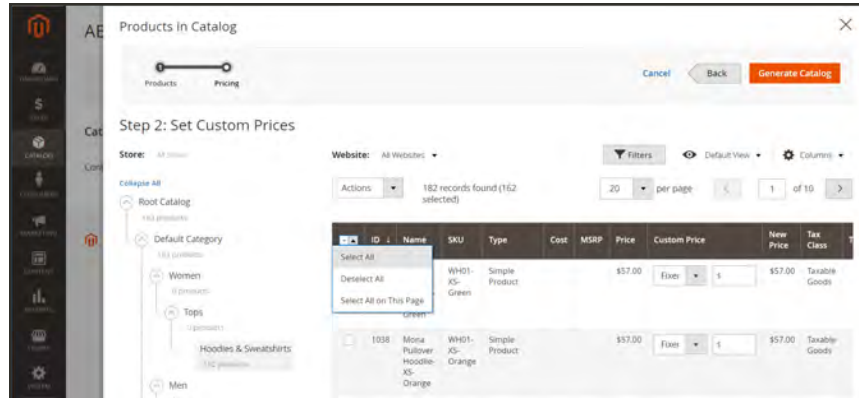 AE
Products in Catalog
Products
Pricing
Cancel
Back
Generate Catalog
Step 2: Set Custom Prices
Cat
Store:
Website: All Websites
Filters
Default View
Columns
Collapse All
Actions
182 records found (162
selected)
20 per page
1 of 10
Root Catalog
Default Category
Women
Tops
Hoodies & Sweatshirts
Men
ID Name SKU Type Cost MSRP Price Custom Price New Price Tax Class
Select All
Deselect All
Select All on This Page
Green
WH01-
XS-
Green
Simple
Product
$57.00
Fixed
$57.00
Taxable
Goods
1038
Mona
Pullover
Hoodlie-
XS-
Orange
WH01-
XS-
Orange
Simple
Product
$57.00
Fixed
$57.00
Taxable
Goods